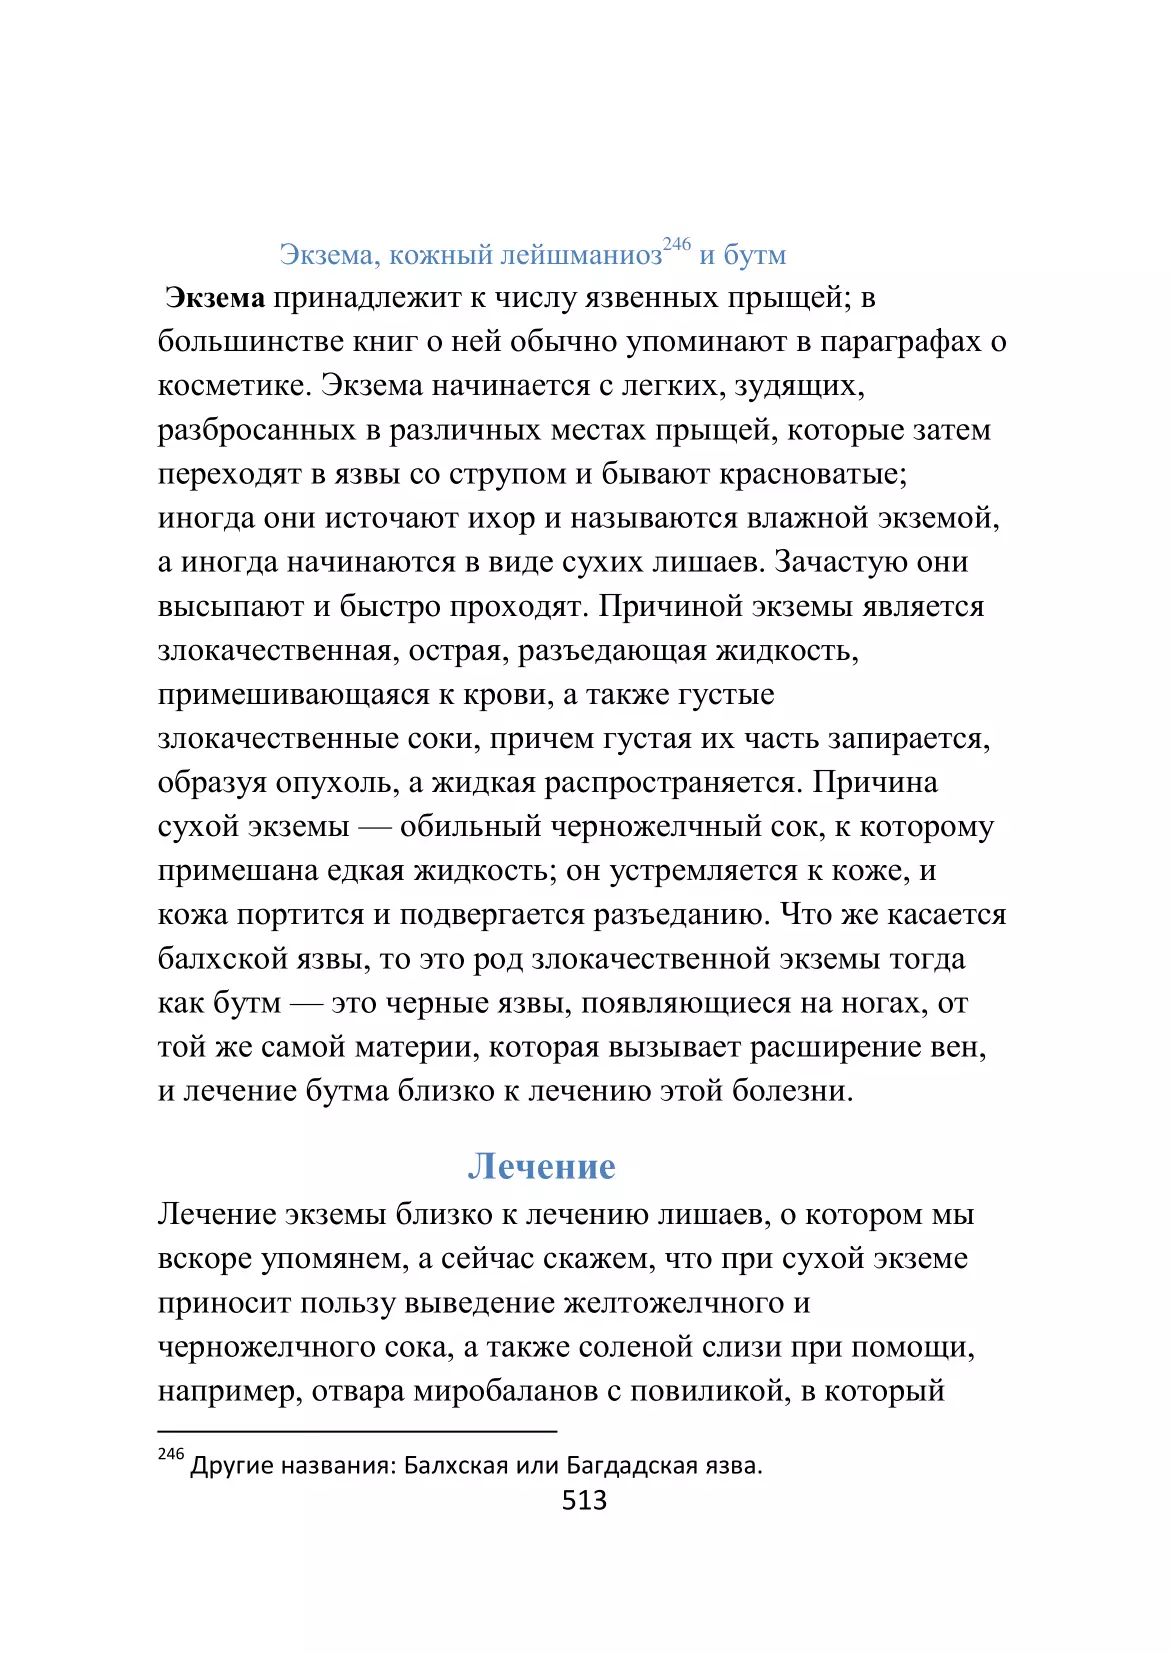 Экзема, кожный лейшманиоз246 и бутм
Экзема принадлежит к числу язвенных прыщей; в
большинстве книг о ней обычно упоминают в параграфах о
косметике. Экзема начинается с легких, зудящих,
разбросанных в различных местах прыщей, которые затем
переходят в язвы со струпом и бывают красноватые;
иногда они источают ихор и называются влажной экземой,
а иногда начинаются в виде сухих лишаев. Зачастую они
высыпают и быстро проходят. Причиной экземы является
злокачественная, острая, разъедающая жидкость,
примешивающаяся к крови, а также густые
злокачественные соки, причем густая их часть запирается,
образуя опухоль, а жидкая распространяется. Причина
сухой экземы — обильный черножелчный сок, к которому
примешана едкая жидкость; он устремляется к коже, и
кожа портится и подвергается разъеданию. Что же касается
балхской язвы, то это род злокачественной экземы тогда
как бутм — это черные язвы, появляющиеся на ногах, от
той же самой материи, которая вызывает расширение вен,
и лечение бутма близко к лечению этой болезни.
Лечение
Лечение экземы близко к лечению лишаев, о котором мы
вскоре упомянем, а сейчас скажем, что при сухой экземе
приносит пользу выведение желтожелчного и
черножелчного сока, а также соленой слизи при помощи,
например, отвара миробаланов с повиликой, в который
246 Другие названия: Балхская или Багдадская язва.
513